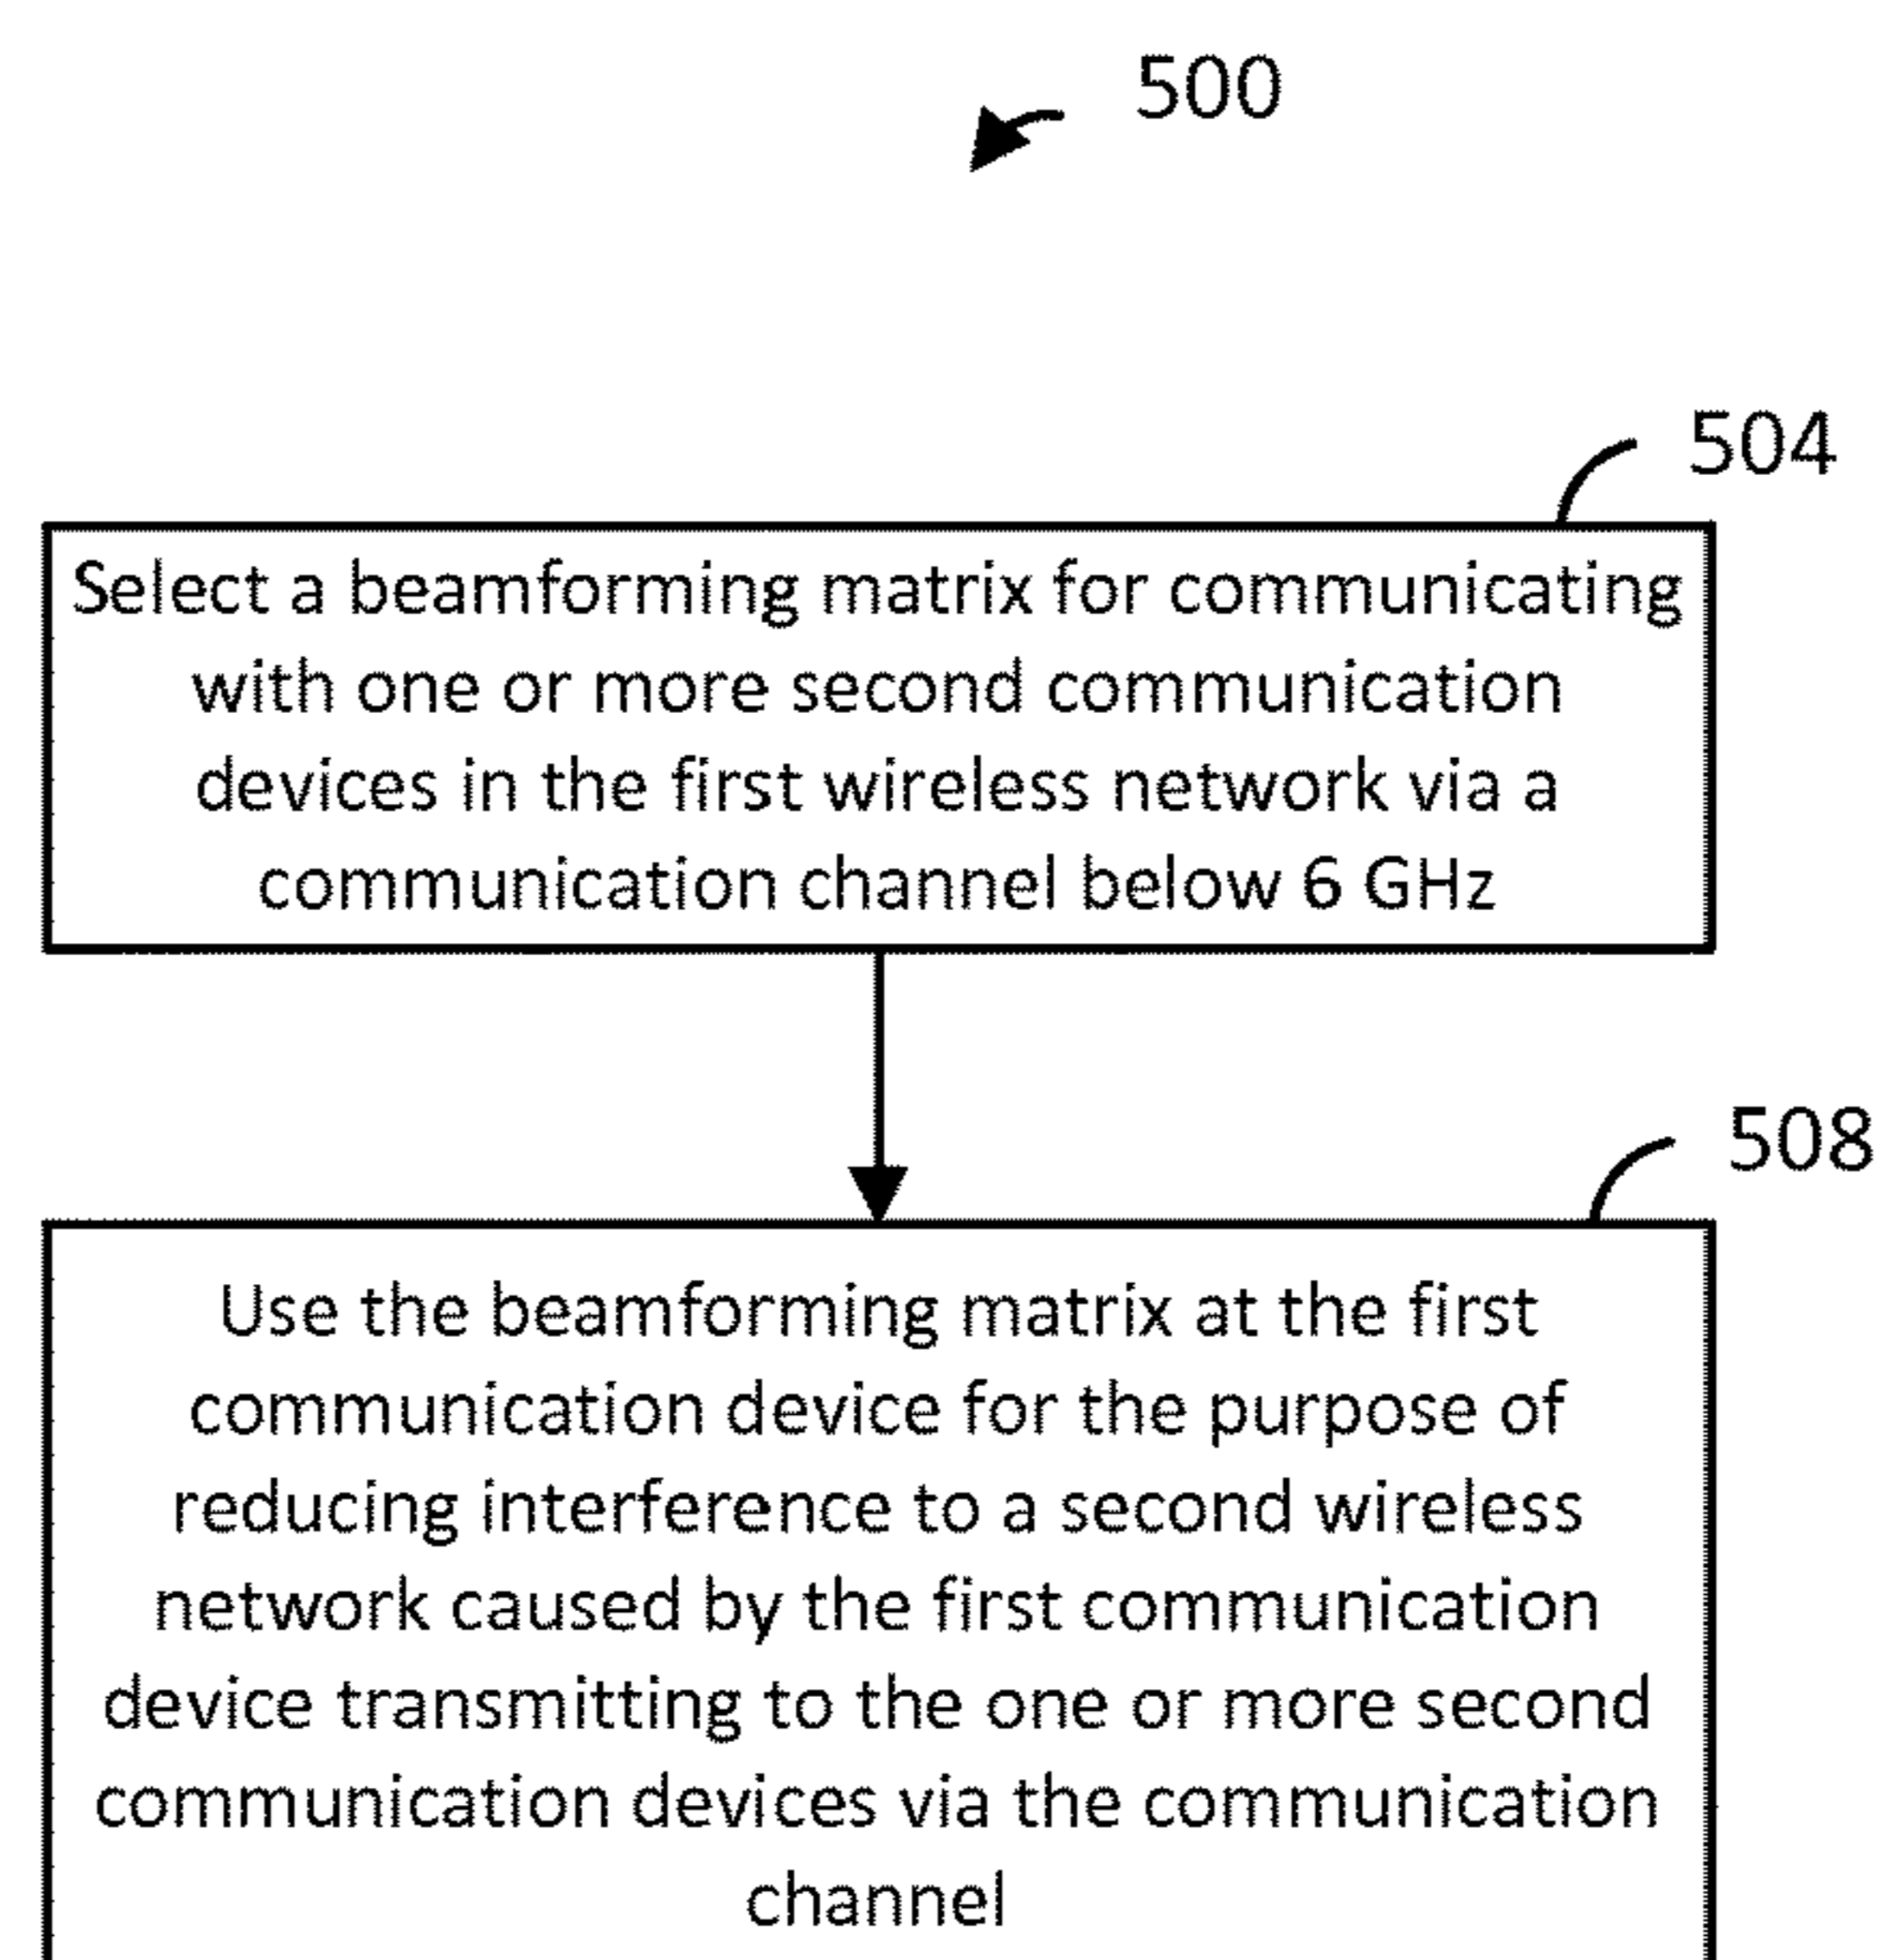 500
504
Select a beamforming matrix for communicating
with one or more second communication
devices in the first wireless network via a
communication channel below 6 GHz
508
Use the beamforming matrix at the first
communication device for the purpose of
reducing interference to a second wireless
network caused by the first communication
device transmitting to the one or more second
communication devices via the communication
channel